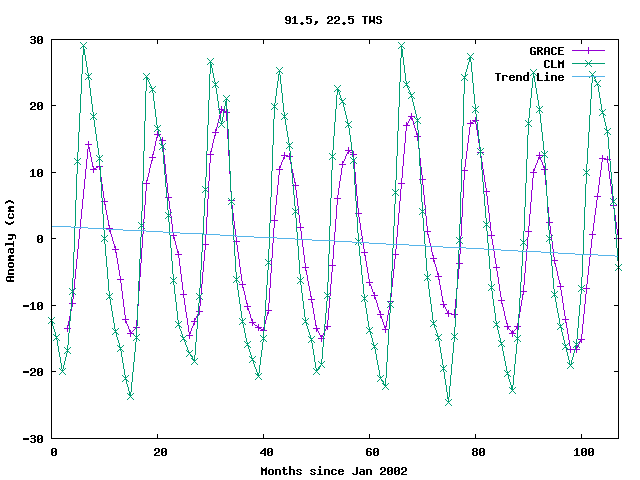 91.5, 22.5 TWS
GRACE
CLM
Trend Line
30
20
10
0
-10
-20
-30
Anomaly (cm)
0 20 40 60 80 100
Months since Jan 2002